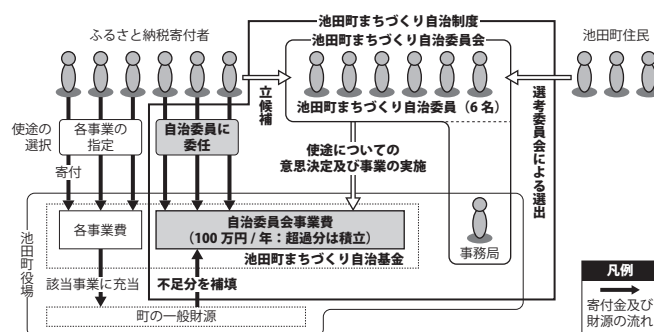 池田町まちづくり自治制度
ふるさと納税寄付者
池田町まちづくり自治委員会
池田町住民
立候補
池田町まちづくり自治委員（6 名）
選考委員会による選出
使途の
選択
各事業の
指定
自治委員に
委任
使途についての
意思決定及び事業の実施
寄付
池田町役場
各事業費
自治委員会事業費
（100 万円 / 年：超過分は積立）
池田町まちづくり自治基金
事務局
該当事業に充当
不足分を補填
町の一般財源
凡例
寄付金及び
財源の流れ